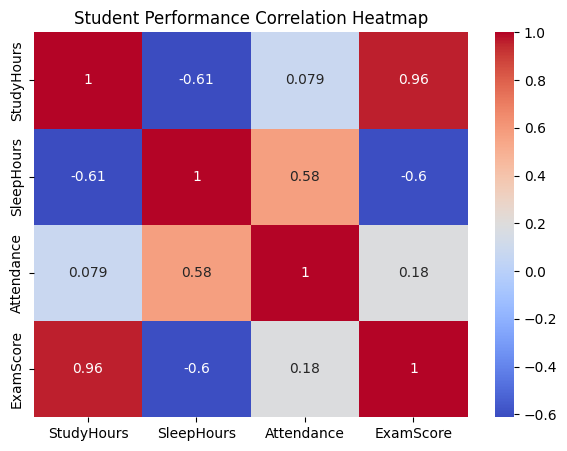 Student Performance Correlation Heatmap
StudyHours 1 -0.61 0.079 0.96
SleepHours -0.61 1 0.58 -0.6
Attendance 0.079 0.58 1 0.18
ExamScore 0.96 -0.6 0.18 1
StudyHours SleepHours Attendance ExamScore
1.0
0.8
0.6
0.4
0.2
0.0
−0.2
−0.4
−0.6